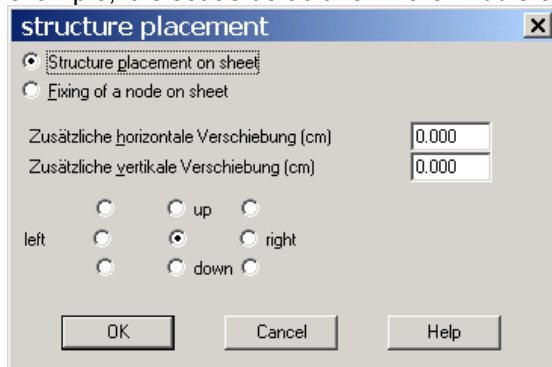 structure placement
Structure placement on sheet
Fixing of a node on sheet
Zusätzliche horizontale Verschiebung (cm) 0.000
Zusätzliche vertikale Verschiebung (cm) 0.000
up
left right
down
OK Cancel Help